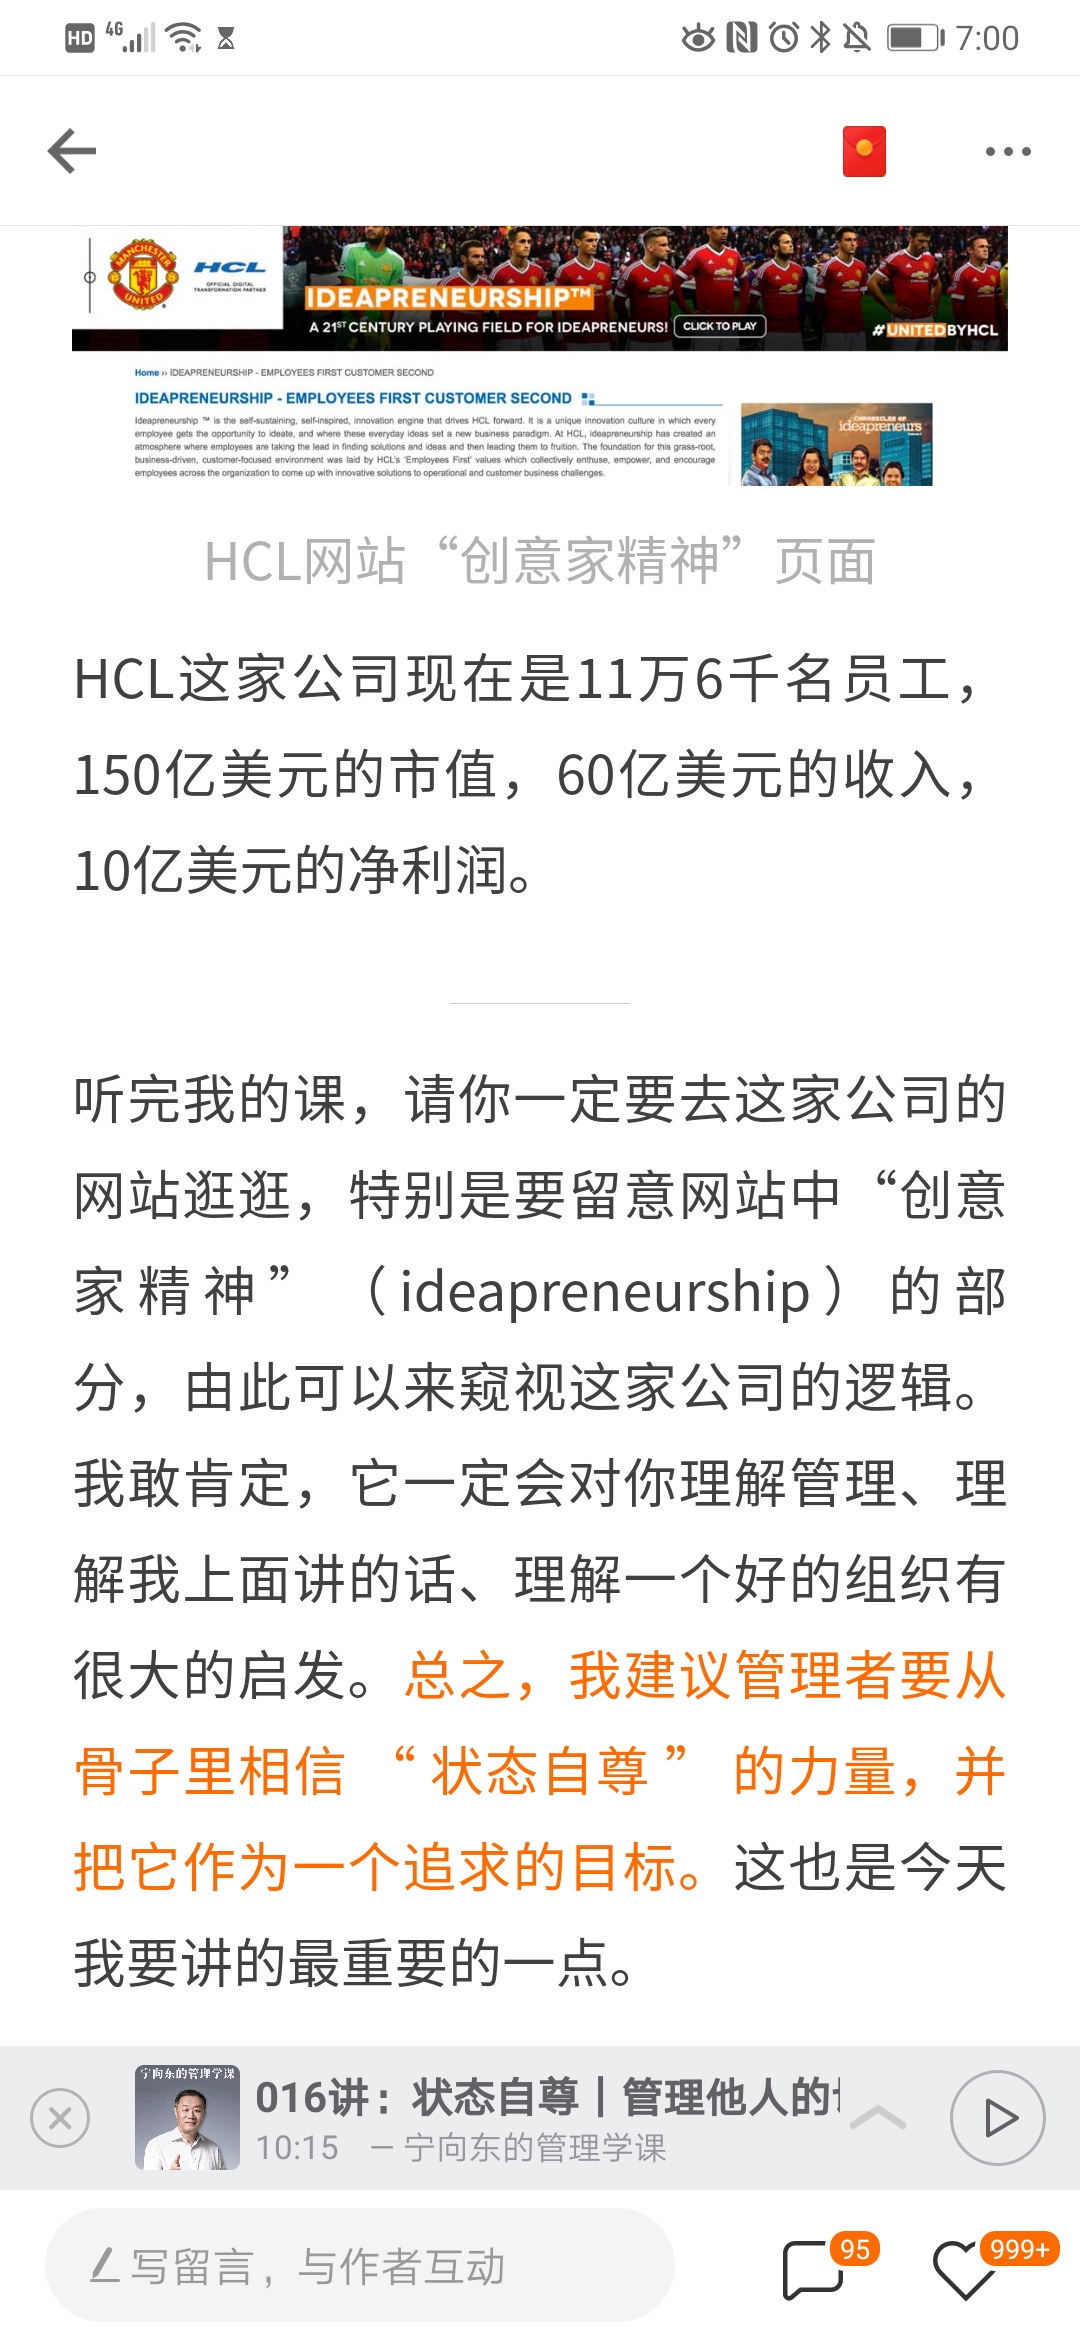 HD 4G 7:00
MANCHESTER UNITED
HCL
OFFICIAL DIGITAL
TRANSFORMATION PARTNER
IDEAPRENEURSHIP™
A 21ST CENTURY PLAYING FIELD FOR IDEAPRENEURS! CLICK TO PLAY
#UNITEDBYHCL
Home ›› IDEAPRENEURSHIP - EMPLOYEES FIRST CUSTOMER SECOND
IDEAPRENEURSHIP - EMPLOYEES FIRST CUSTOMER SECOND
Ideapreneurship ™ is the self-sustaining, self-inspired, innovation engine that drives HCL forward. It is a unique innovation culture in which every
employee gets the opportunity to ideate, and where these everyday ideas set a new business paradigm. At HCL, ideapreneurship has created an
atmosphere where employees are taking the lead in finding solutions and ideas and then leading them to fruition. The foundation for this grass-root,
business-driven, customer-focused environment was laid by HCL's 'Employees First' values which collectively enthuse, empower, and encourage
employees across the organization to come up with innovative solutions to operational and customer business challenges.
CHRONICLES OF
ideapreneurs
HCL网站“创意家精神”页面
HCL这家公司现在是11万6千名员工，
150亿美元的市值，60亿美元的收入，
10亿美元的净利润。
听完我的课，请你一定要去这家公司的
网站逛逛，特别是要留意网站中“创意
家精神”（ideapreneurship）的部
分，由此可以来窥视这家公司的逻辑。
我敢肯定，它一定会对你理解管理、理
解我上面讲的话、理解一个好的组织有
很大的启发。总之，我建议管理者要从
骨子里相信“状态自尊”的力量，并
把它作为一个追求的目标。这也是今天
我要讲的最重要的一点。
宁向东的管理学课
016讲：状态自尊｜管理他人的
10:15 — 宁向东的管理学课
写留言，与作者互动
95
999+